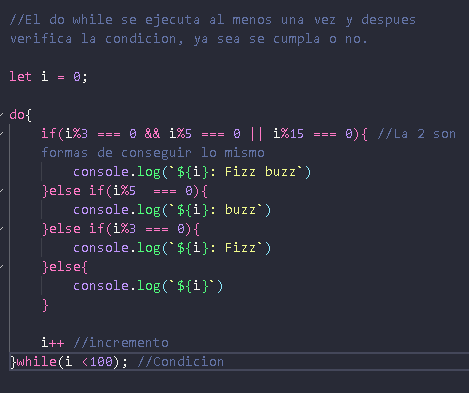 //El do while se ejecuta al menos una vez y despues
verifica la condicion, ya sea se cumpla o no.
let i = 0;
do{
if(i%3 === 0 && i%5 === 0 || i%15 === 0){ //La 2 son
formas de conseguir lo mismo
console.log(`${i}: Fizz buzz`)
}else if(i%5  === 0){
console.log(`${i}: buzz`)
}else if(i%3 === 0){
console.log(`${i}: Fizz`)
}else{
console.log(`${i}`)
}
i++ //incremento
}while(i <100); //Condicion